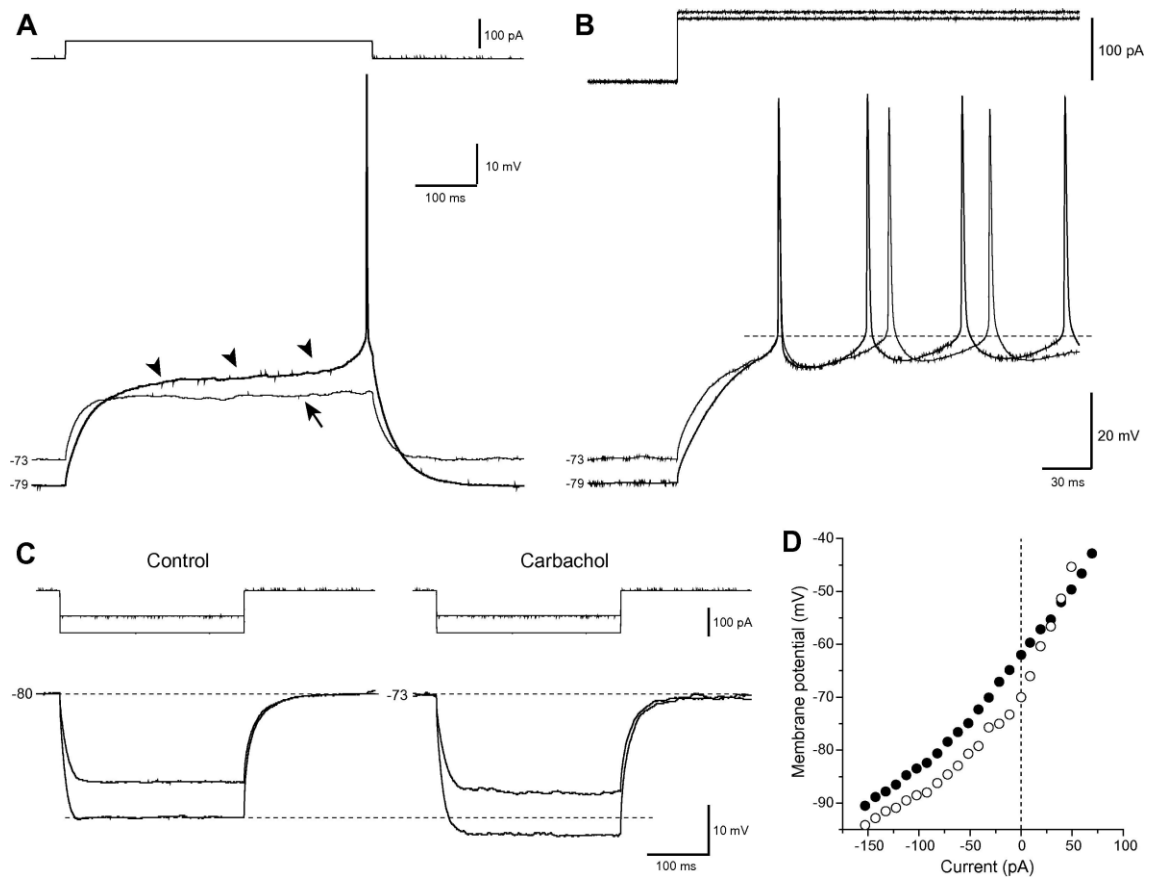 A
100 pA
10 mV
100 ms
-73
-79
B
100 pA
-73
-79
20 mV
30 ms
C
Control
Carbachol
100 pA
-80
-73
10 mV
100 ms
D
Membrane potential (mV)
-40
-50
-60
-70
-80
-90
-150
-100
-50
0
50
100
Current (pA)